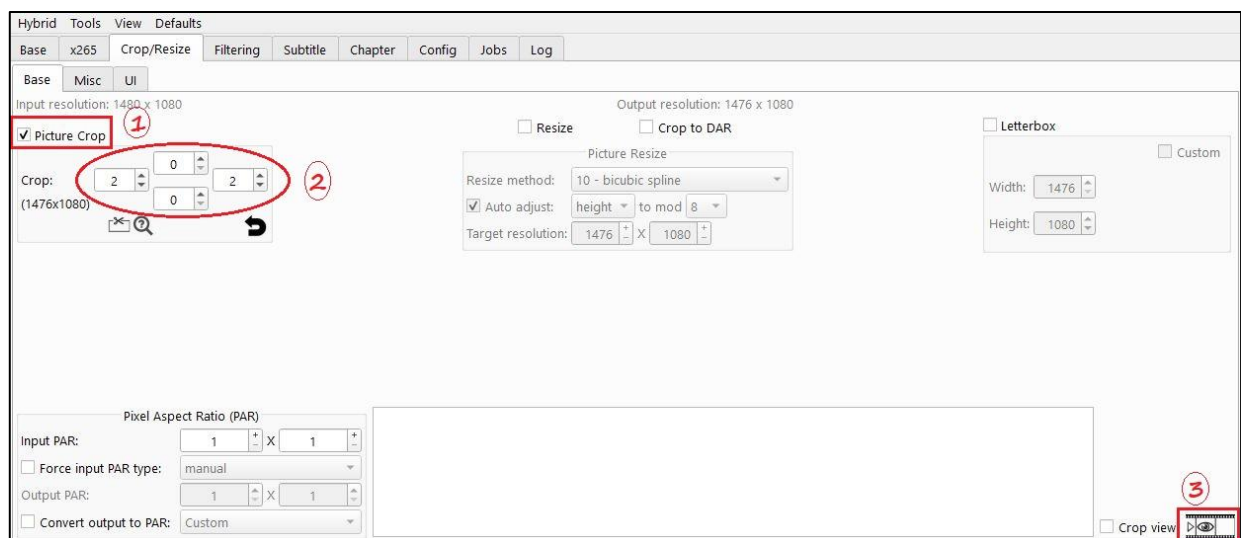 Hybrid Tools View Defaults
Base x265 Crop/Resize Filtering Subtitle Chapter Config Jobs Log
Base Misc UI
Input resolution: 1480 x 1080
Output resolution: 1476 x 1080
1
Picture Crop
Resize
Crop to DAR
Letterbox
0
Crop: 2 2
2
(1476x1080) 0
Picture Resize
Resize method: 10 - bicubic spline
Auto adjust: height to mod 8
Target resolution: 1476 X 1080
Custom
Width: 1476
Height: 1080
Pixel Aspect Ratio (PAR)
Input PAR: 1 X 1
Force input PAR type: manual
Output PAR: 1 X 1
Convert output to PAR: Custom
3
Crop view